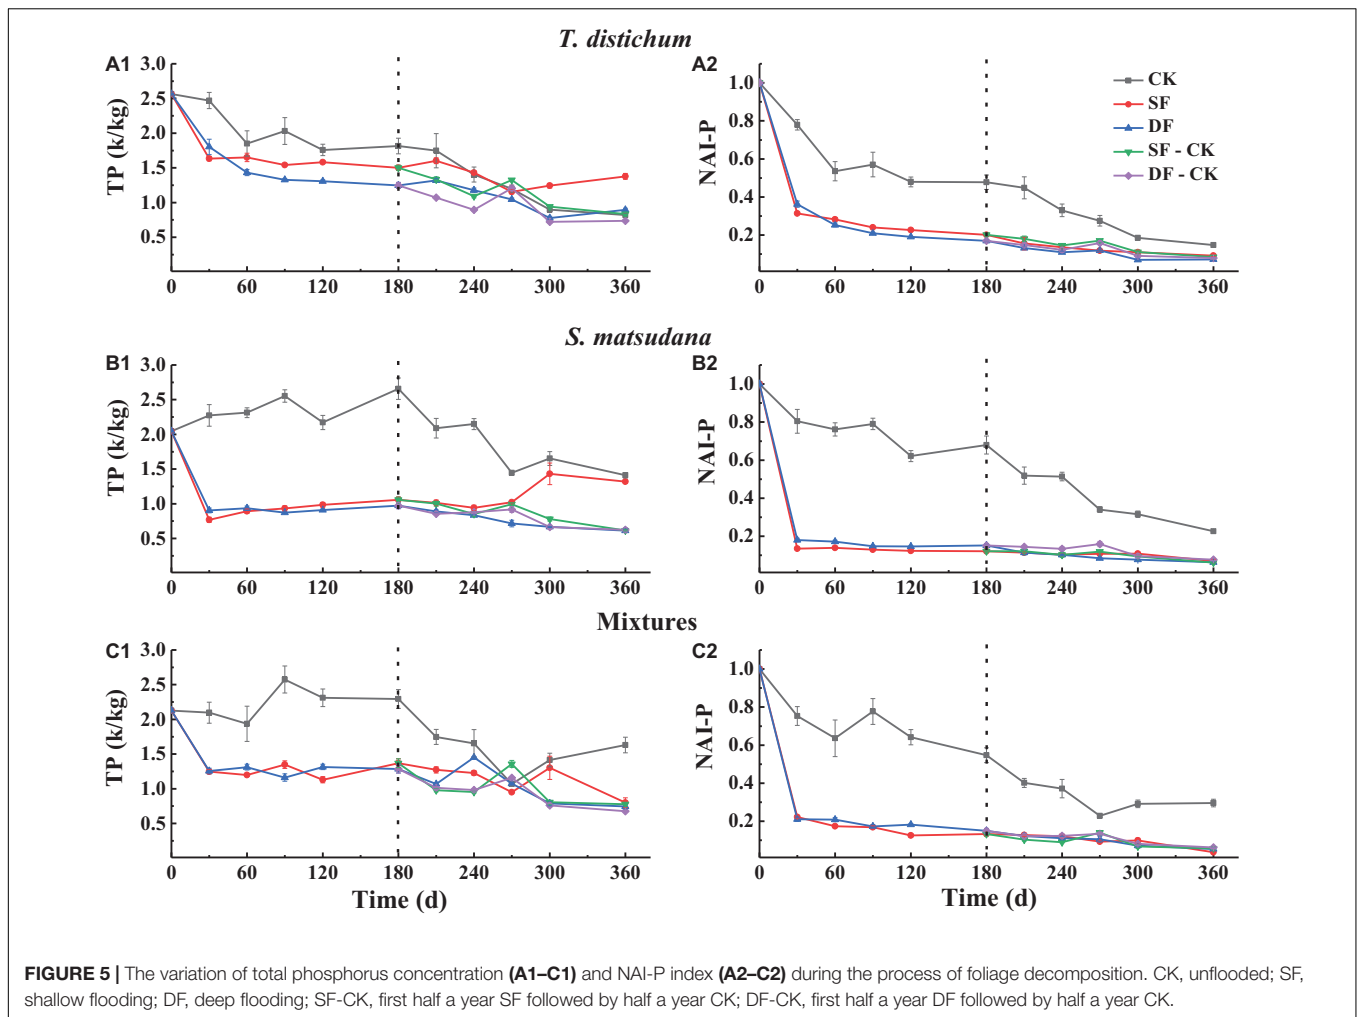 T. distichum
A1
TP (k/kg)
3.0
2.5
2.0
1.5
1.0
0.5
0 60 120 180 240 300 360
A2
NAI-P
1.0
0.8
0.6
0.4
0.2
0 60 120 180 240 300 360
CK
SF
DF
SF - CK
DF - CK
S. matsudana
B1
TP (k/kg)
3.0
2.5
2.0
1.5
1.0
0.5
0 60 120 180 240 300 360
B2
NAI-P
1.0
0.8
0.6
0.4
0.2
0 60 120 180 240 300 360
Mixtures
C1
TP (k/kg)
3.0
2.5
2.0
1.5
1.0
0.5
0 60 120 180 240 300 360
Time (d)
C2
NAI-P
1.0
0.8
0.6
0.4
0.2
0 60 120 180 240 300 360
Time (d)
FIGURE 5 | The variation of total phosphorus concentration (A1–C1) and NAI-P index (A2–C2) during the process of foliage decomposition. CK, unflooded; SF,
shallow flooding; DF, deep flooding; SF-CK, first half a year SF followed by half a year CK; DF-CK, first half a year DF followed by half a year CK.